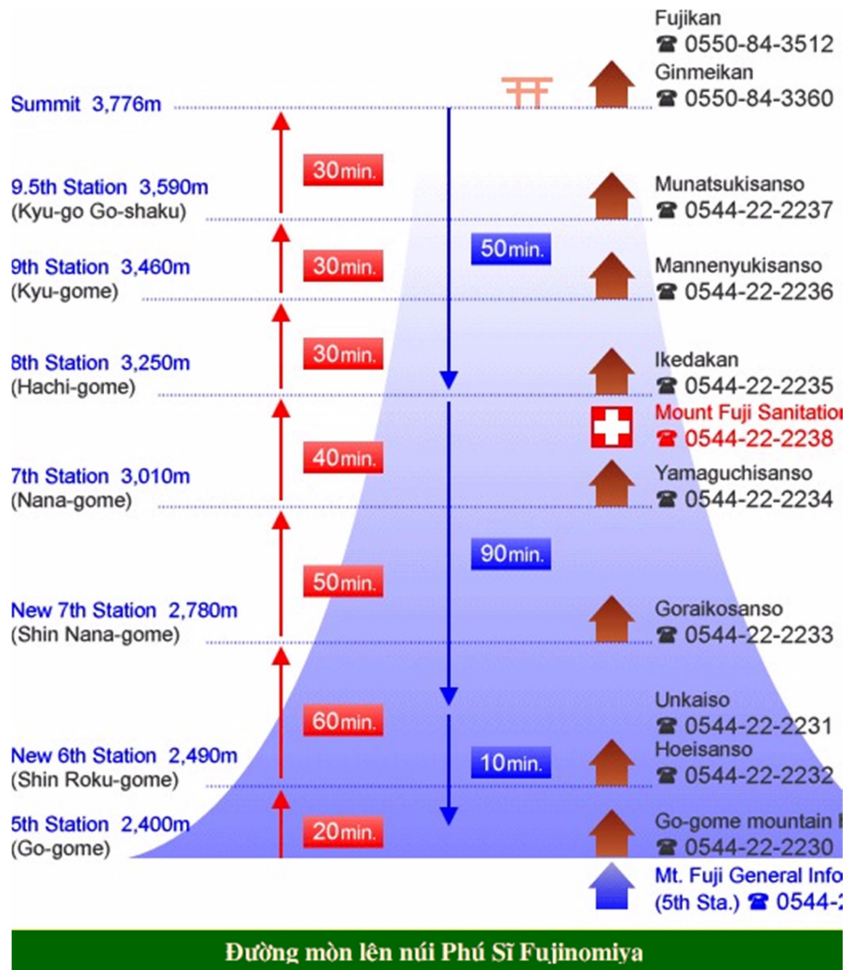 Fujikan
☎ 0550-84-3512
Ginmeikan
☎ 0550-84-3360
Summit 3,776m
30min.
9.5th Station 3,590m
(Kyu-go Go-shaku)
Munatsukisanso
☎ 0544-22-2237
50min.
9th Station 3,460m
(Kyu-gome)
30min.
Mannenyukisanso
☎ 0544-22-2236
8th Station 3,250m
(Hachi-gome)
30min.
Ikedakan
☎ 0544-22-2235
Mount Fuji Sanitation
☎ 0544-22-2238
40min.
7th Station 3,010m
(Nana-gome)
Yamaguchisanso
☎ 0544-22-2234
90min.
50min.
New 7th Station 2,780m
(Shin Nana-gome)
Goraikosanso
☎ 0544-22-2233
60min.
Unkaiso
☎ 0544-22-2231
New 6th Station 2,490m
(Shin Roku-gome)
10min.
Hoeisanso
☎ 0544-22-2232
5th Station 2,400m
(Go-gome)
20min.
Go-gome mountain
☎ 0544-22-2230
Mt. Fuji General Info
(5th Sta.) ☎ 0544-2
Đường mòn lên núi Phú Sĩ Fujinomiya